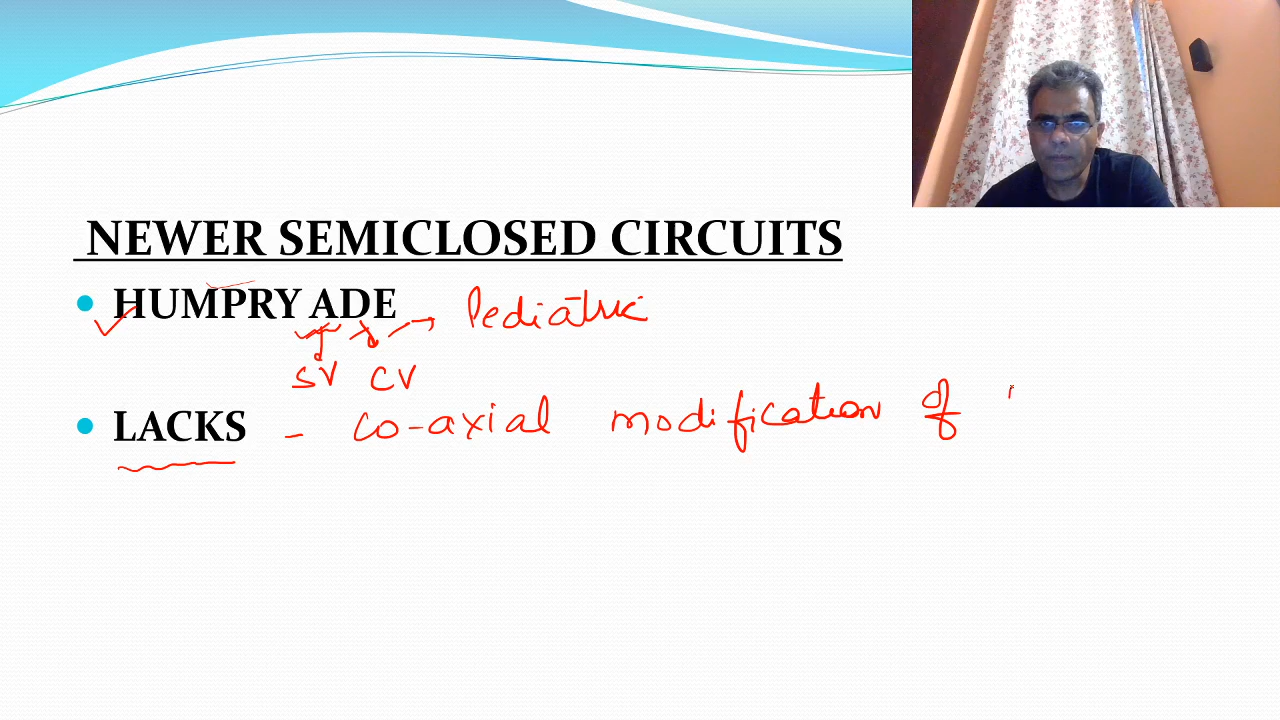 NEWER SEMICLOSED CIRCUITS
HUMPRY ADE → Pediatric
SV CV
LACKS - co-axial modification of